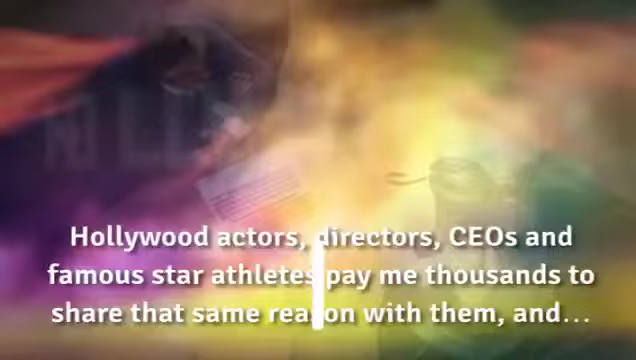 Hollywood actors, directors, CEOs and
famous star athletes pay me thousands to
share that same reason with them, and...